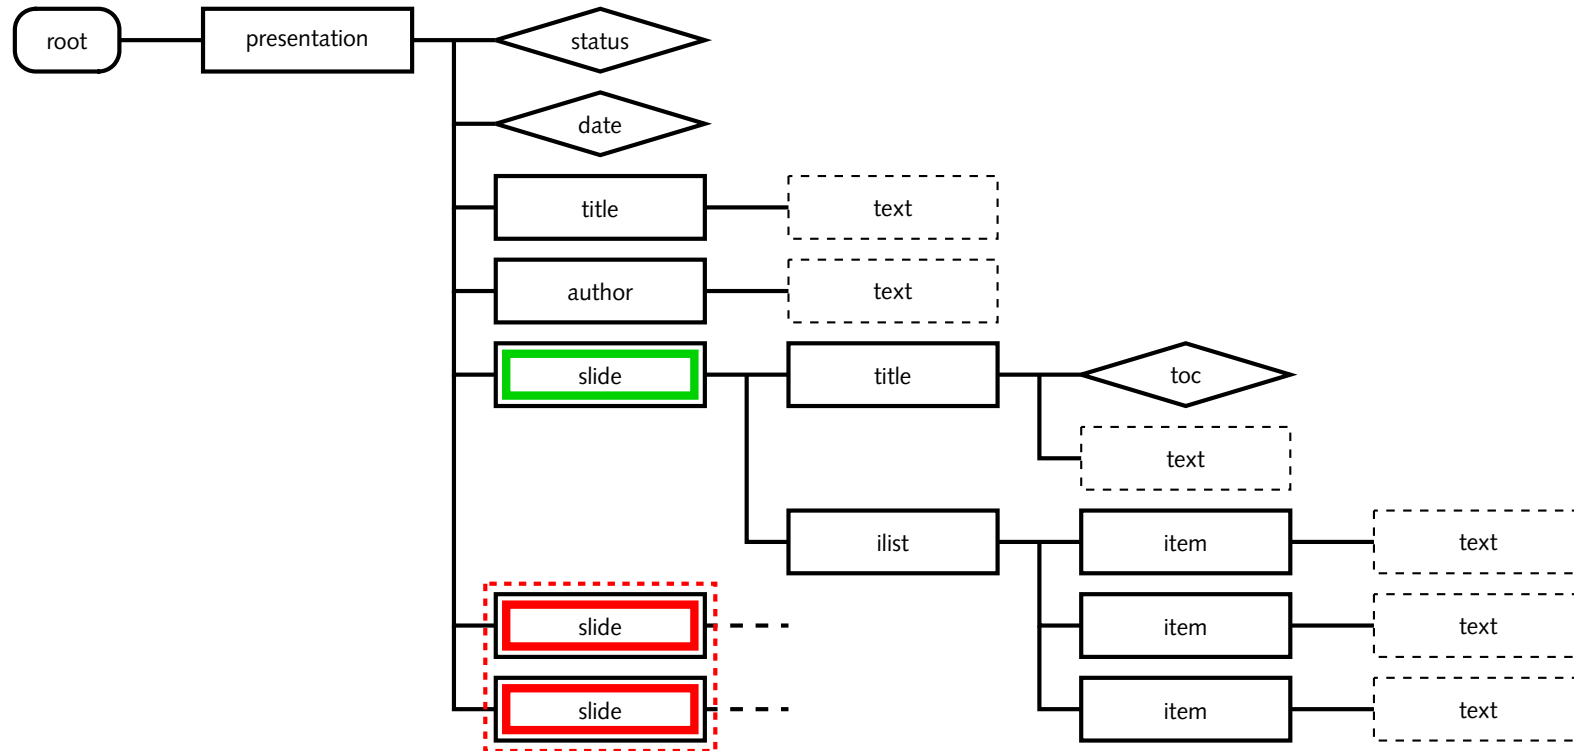 root
presentation
status
date
title
text
author
text
slide
title
toc
text
ilist
item
text
slide
item
text
slide
item
text